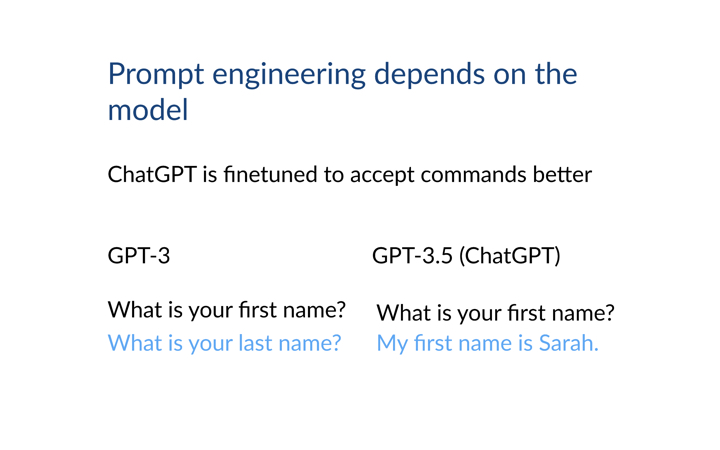 Prompt engineering depends on the
model
ChatGPT is finetuned to accept commands better
GPT-3
What is your first name?
What is your last name?
GPT-3.5 (ChatGPT)
What is your first name?
My first name is Sarah.